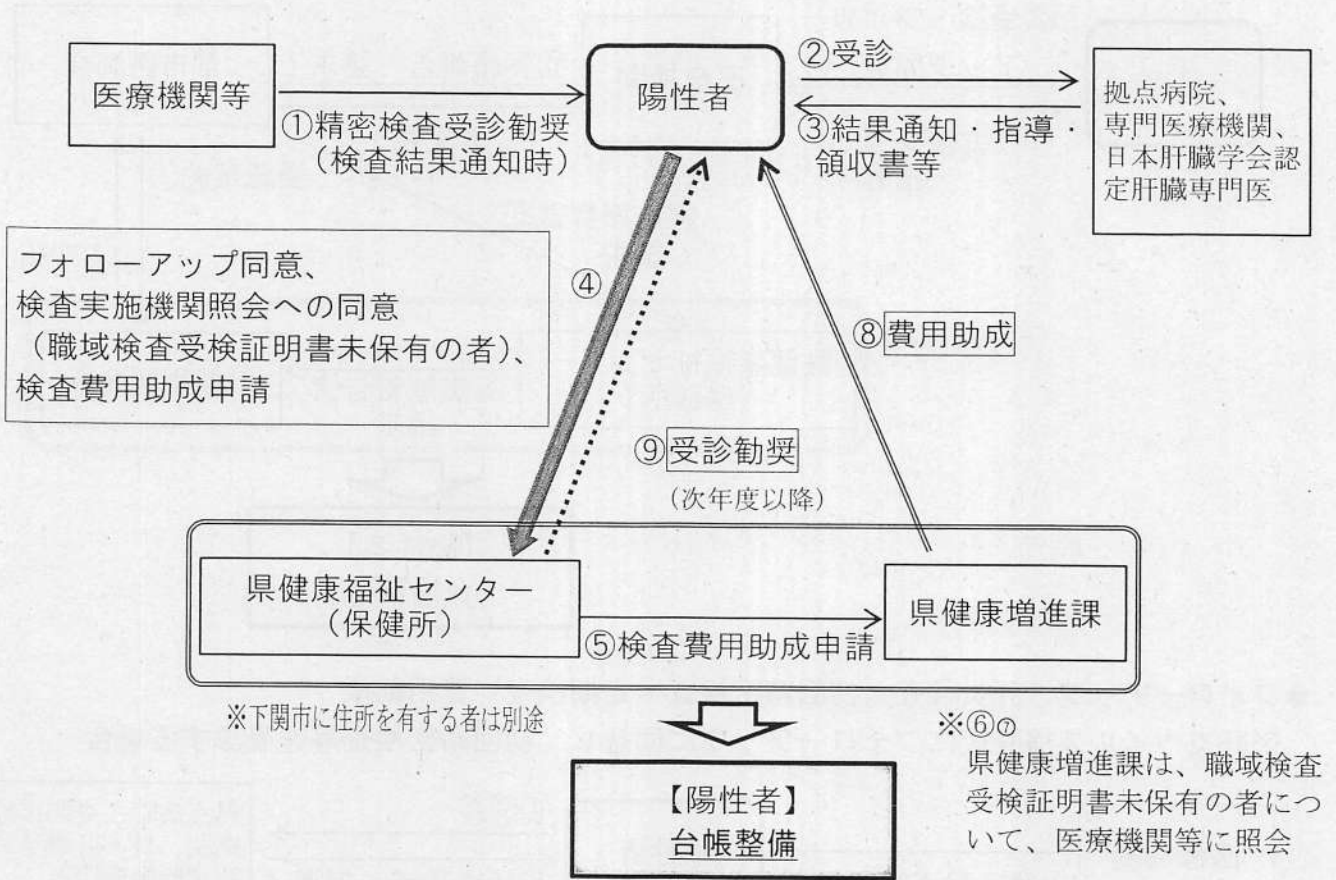 医療機関等
①精密検査受診勧奨
（検査結果通知時）
陽性者
②受診
③結果通知・指導・
領収書等
拠点病院、
専門医療機関、
日本肝臓学会認
定肝臓専門医
フォローアップ同意、
検査実施機関照会への同意
（職域検査受検証明書未保有の者）、
検査費用助成申請
④
⑧費用助成
⑨受診勧奨
（次年度以降）
県健康福祉センター
（保健所）
⑤検査費用助成申請
県健康増進課
※下関市に住所を有する者は別途
【陽性者】
台帳整備
※⑥⑦
県健康増進課は、職域検査
受検証明書未保有の者につ
いて、医療機関等に照会